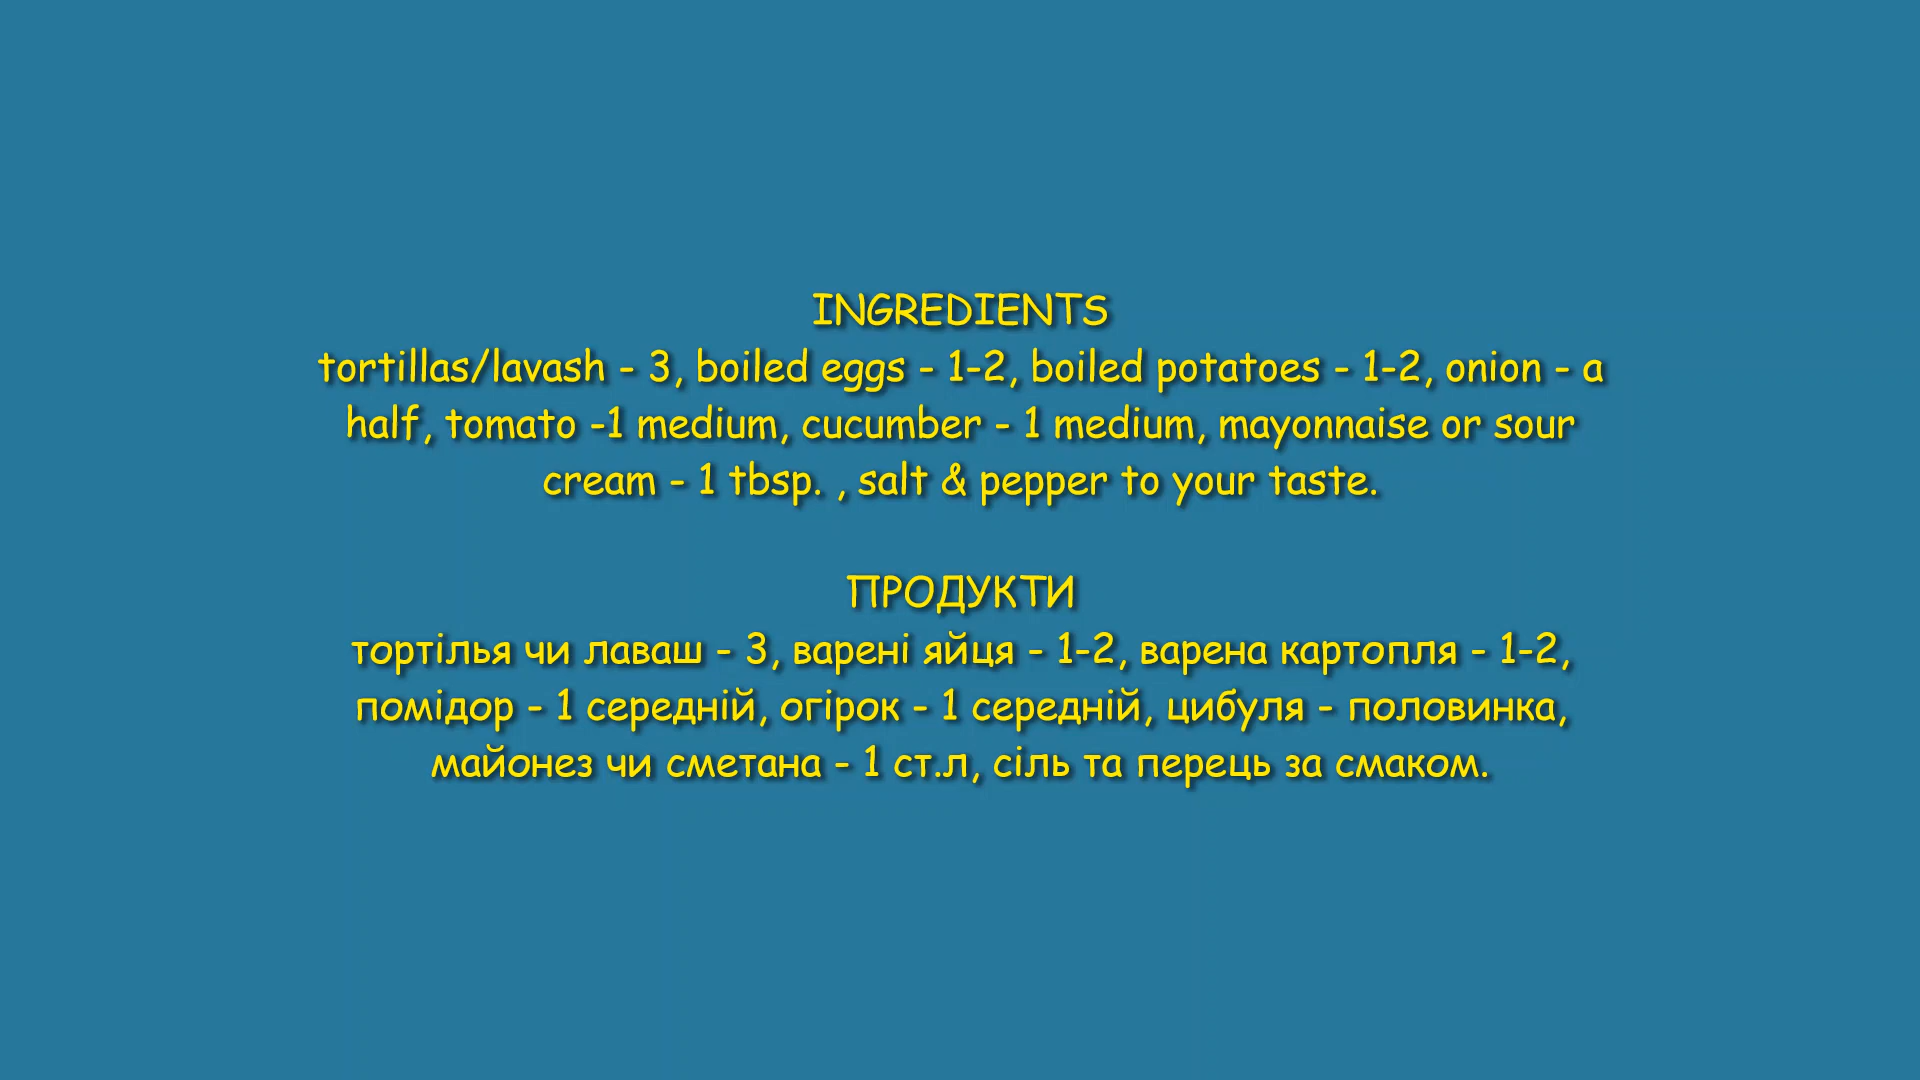 INGREDIENTS
tortillas/lavash - 3, boiled eggs - 1-2, boiled potatoes - 1-2, onion - a
half, tomato -1 medium, cucumber - 1 medium, mayonnaise or sour
cream - 1 tbsp. , salt & pepper to your taste.
ПРОДУКТИ
тортілья чи лаваш - 3, варені яйця - 1-2, варена картопля - 1-2,
помідор - 1 середній, огірок - 1 середній, цибуля - половинка,
майонез чи сметана - 1 ст.л, сіль та перець за смаком.